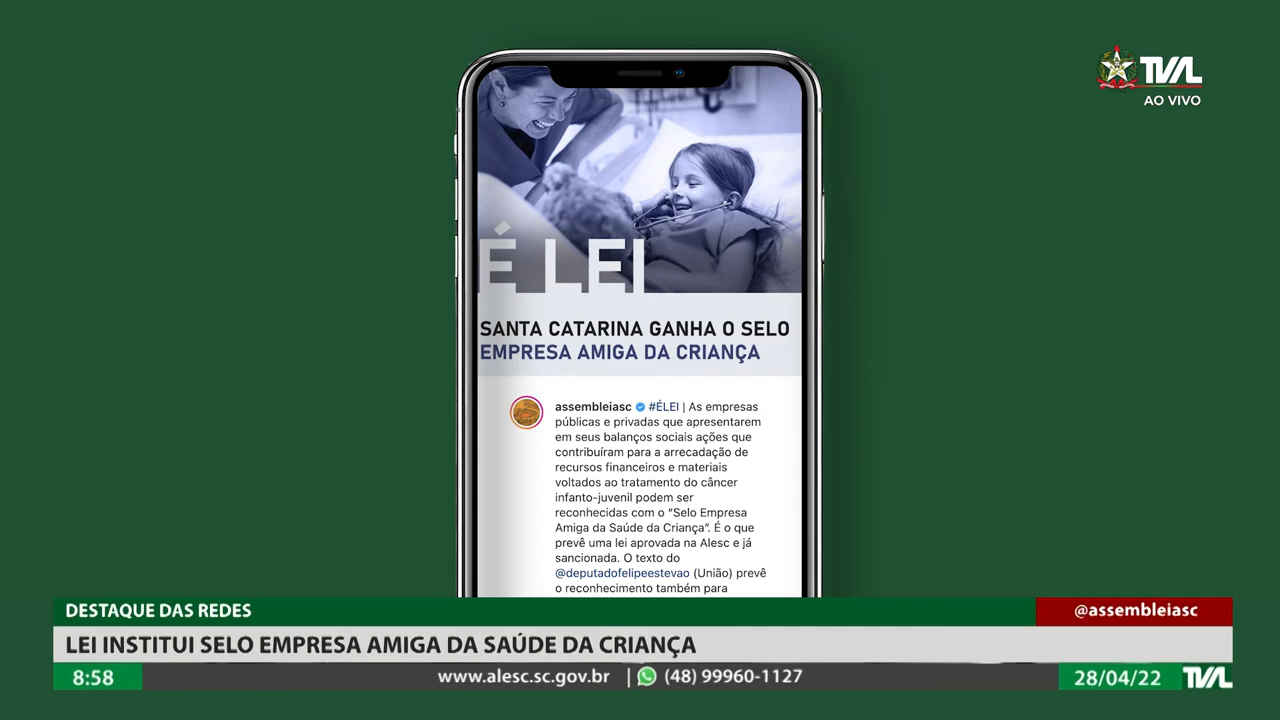 TVAL
AO VIVO
É LEI
SANTA CATARINA GANHA O SELO
EMPRESA AMIGA DA CRIANÇA
assembleiasc #ÉLEI | As empresas
públicas e privadas que apresentarem
em seus balanços sociais ações que
contribuíram para a arrecadação de
recursos financeiros e materiais
voltados ao tratamento do câncer
infanto-juvenil podem ser
reconhecidas com o “Selo Empresa
Amiga da Saúde da Criança”. É o que
prevê uma lei aprovada na Alesc e já
sancionada. O texto do
@deputadofelipeestevao (União) prevê
o reconhecimento também para
DESTAQUE DAS REDES
@assembleiasc
LEI INSTITUI SELO EMPRESA AMIGA DA SAÚDE DA CRIANÇA
8:58
www.alesc.sc.gov.br | (48) 99960-1127
28/04/22
TVAL